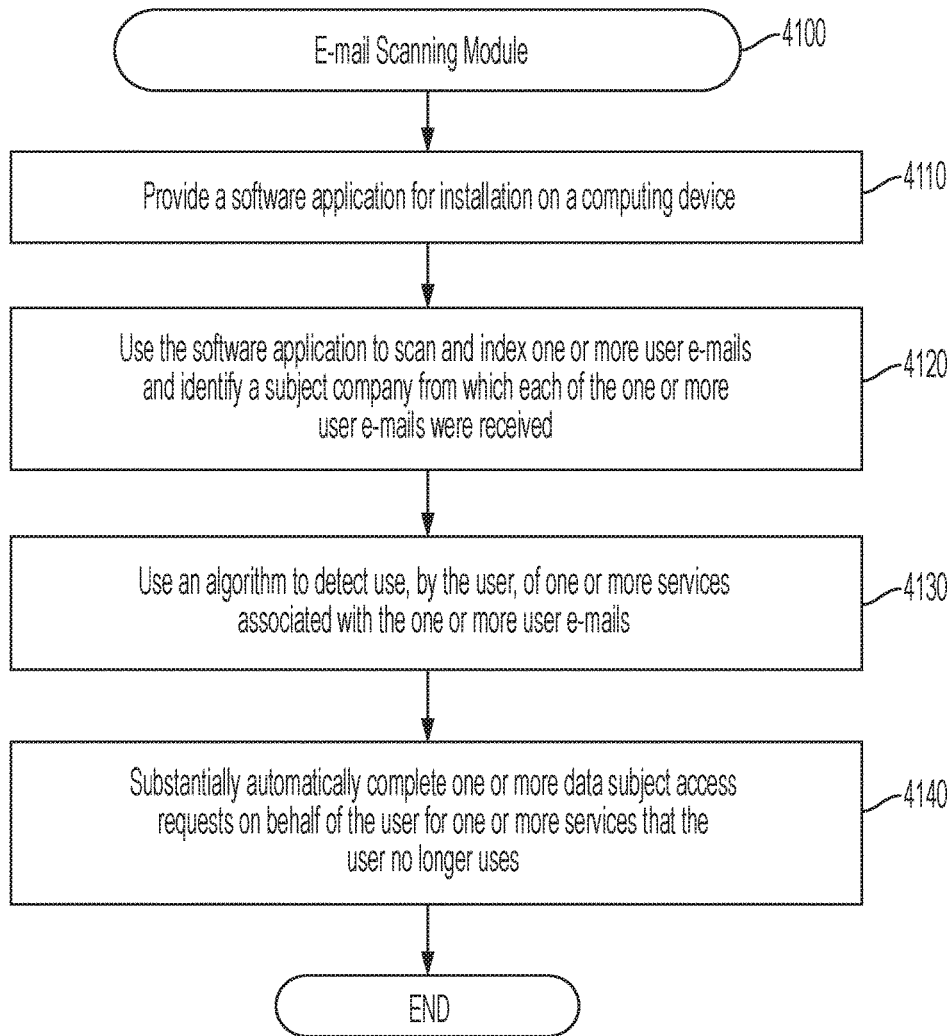 E-mail Scanning Module
4100
Provide a software application for installation on a computing device
4110
Use the software application to scan and index one or more user e-mails
and identify a subject company from which each of the one or more
user e-mails were received
4120
Use an algorithm to detect use, by the user, of one or more services
associated with the one or more user e-mails
4130
Substantially automatically complete one or more data subject access
requests on behalf of the user for one or more services that the
user no longer uses
4140
END